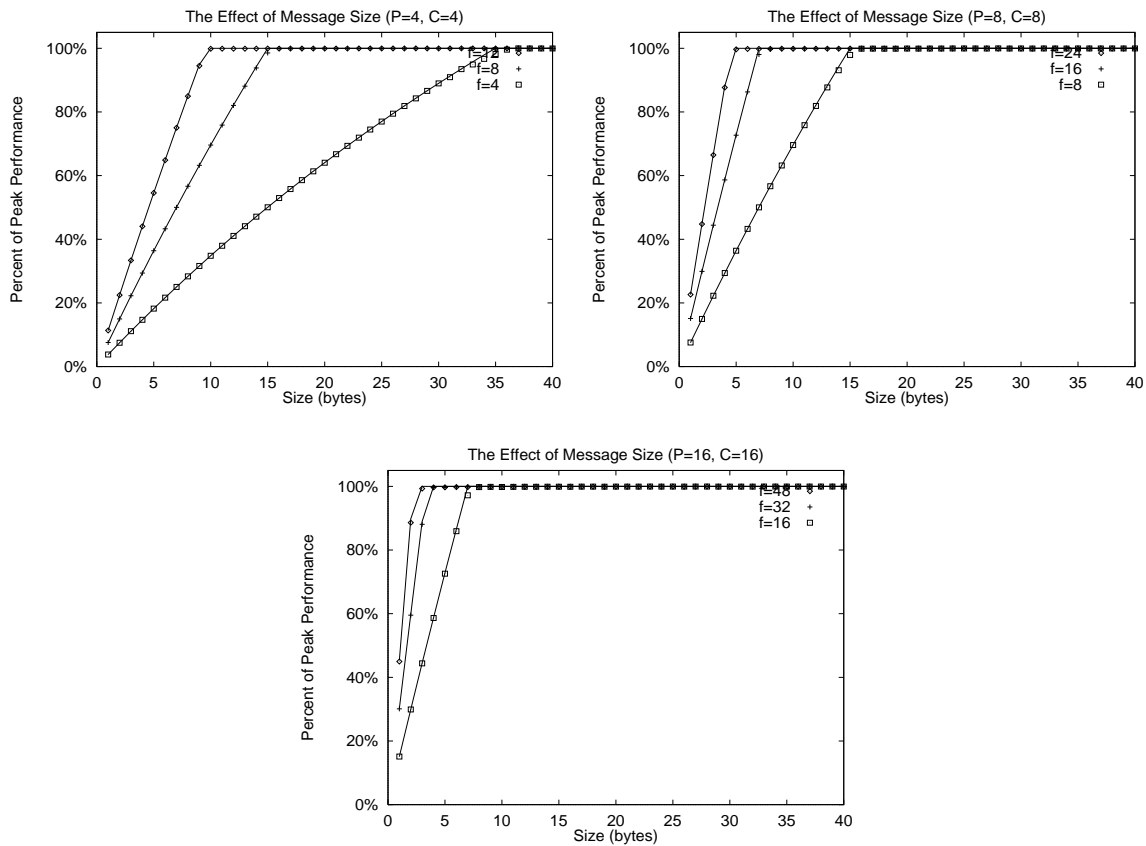 The Effect of Message Size (P=4, C=4)
Percent of Peak Performance
100%
80%
60%
40%
20%
0%
f=8
f=4
0 5 10 15 20 25 30 35 40
Size (bytes)
The Effect of Message Size (P=8, C=8)
Percent of Peak Performance
100%
80%
60%
40%
20%
0%
f=24
f=16
f=8
0 5 10 15 20 25 30 35 40
Size (bytes)
The Effect of Message Size (P=16, C=16)
Percent of Peak Performance
100%
80%
60%
40%
20%
0%
f=48
f=32
f=16
0 5 10 15 20 25 30 35 40
Size (bytes)